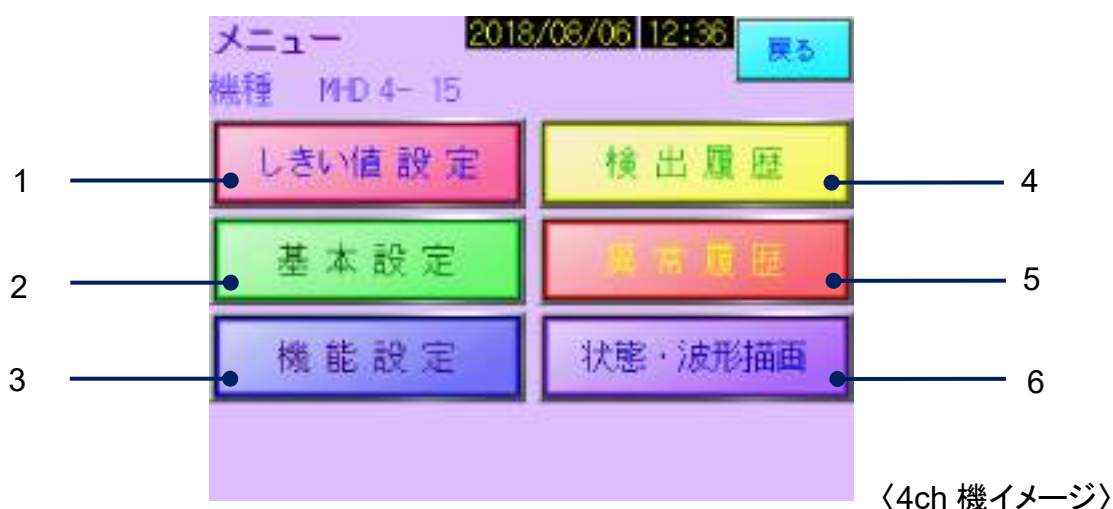 メニュー 2018/08/06 12:36 戻る
機種 MHD 4- 15
1 しきい値設定 検出履歴 4
2 基本設定 異常履歴 5
3 機能設定 状態・波形描画 6
〈4ch 機イメージ〉